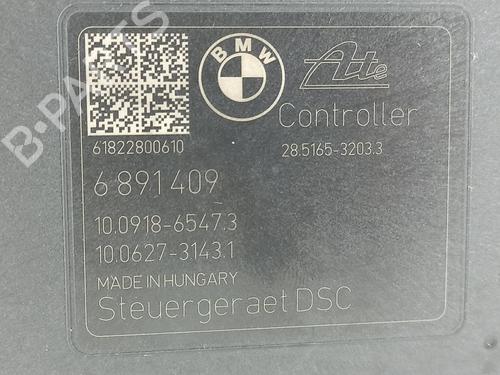 BMW
Ate
Controller
61822800610
28.5165-3203.3
6 891 409
10.0918-6547.3
10.0627-3143.1
MADE IN HUNGARY
Steuergeraet DSC
B-PARTS